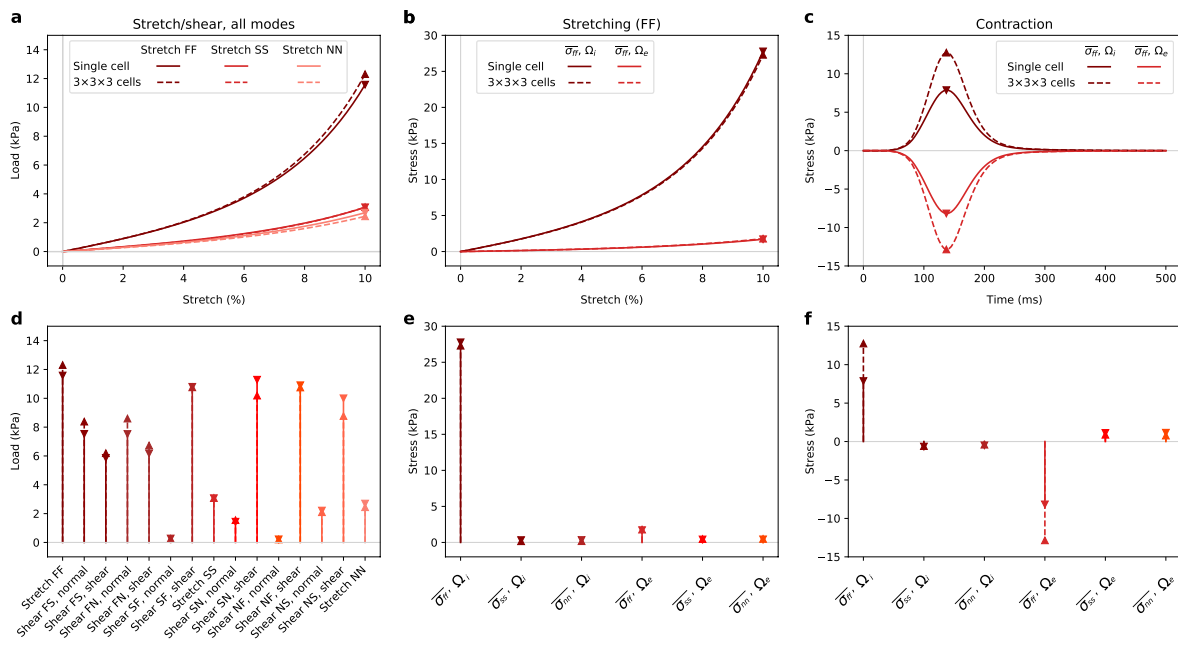 a
Stretch/shear, all modes
Stretch FF Stretch SS Stretch NN
Single cell
3×3×3 cells
Load (kPa)
0 2 4 6 8 10 12 14
0 2 4 6 8 10
Stretch (%)
b
Stretching (FF)
σff, Ωi σff, Ωe
Single cell
3×3×3 cells
Stress (kPa)
0 5 10 15 20 25 30
0 2 4 6 8 10
Stretch (%)
c
Contraction
σff, Ωi σff, Ωe
Single cell
3×3×3 cells
Stress (kPa)
−15 −10 −5 0 5 10 15
0 100 200 300 400 500
Time (ms)
d
Load (kPa)
0 2 4 6 8 10 12 14
Stretch FF
Shear FS, normal
Shear FS, shear
Shear FN, normal
Shear FN, shear
Shear SF, normal
Shear SF, shear
Stretch SS
Shear SN, normal
Shear SN, shear
Shear NF, normal
Shear NF, shear
Shear NS, normal
Shear NS, shear
Stretch NN
e
Stress (kPa)
0 5 10 15 20 25 30
σff, Ωi
σss, Ωi
σnn, Ωi
σff, Ωe
σss, Ωe
σnn, Ωe
f
Stress (kPa)
−15 −10 −5 0 5 10 15
σff, Ωi
σss, Ωi
σnn, Ωi
σff, Ωe
σss, Ωe
σnn, Ωe